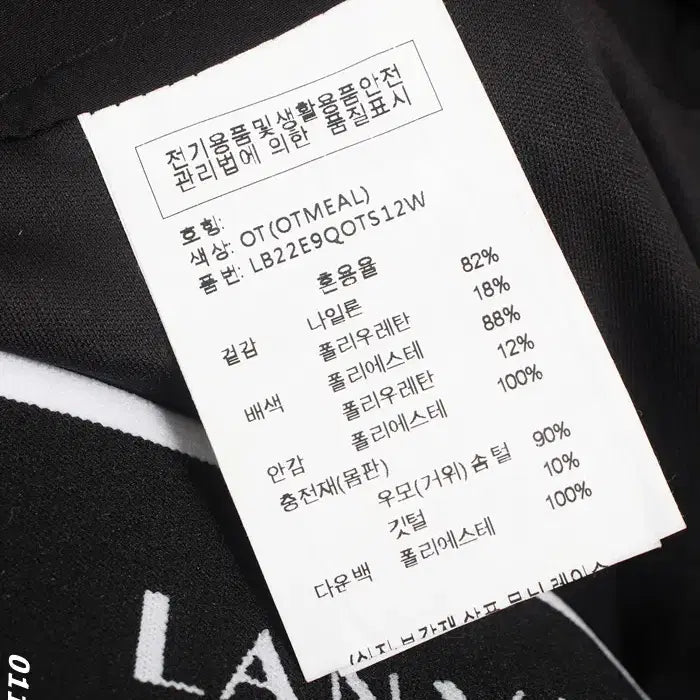 전기용품및생활용품안전
관리법에 의한 품질표시
호칭:
색상: OT(OTMEAL)
품번: LB22E9QOTS12W
혼용율
겉감 나일론 82%
폴리우레탄 18%
배색 폴리에스테 88%
폴리우레탄 12%
안감 폴리에스테 100%
충전재(몸판)
우모(거위) 솜털 90%
깃털 10%
다운백 폴리에스테 100%
LAN
011